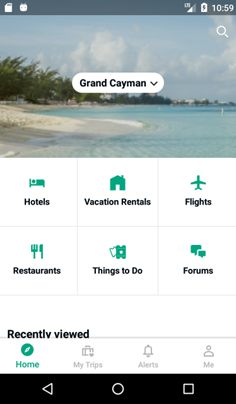 LTE 10:59
Grand Cayman
Hotels Vacation Rentals Flights
Restaurants Things to Do Forums
Recently viewed
Home My Trips Alerts Me